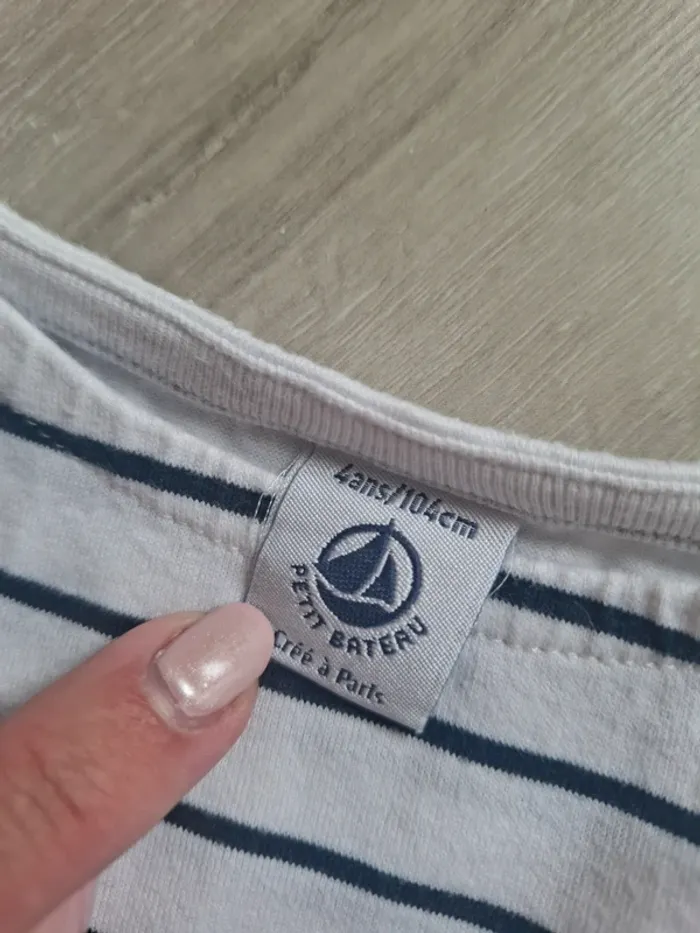 4ans/104cm
PETIT BATEAU
Créé à Paris